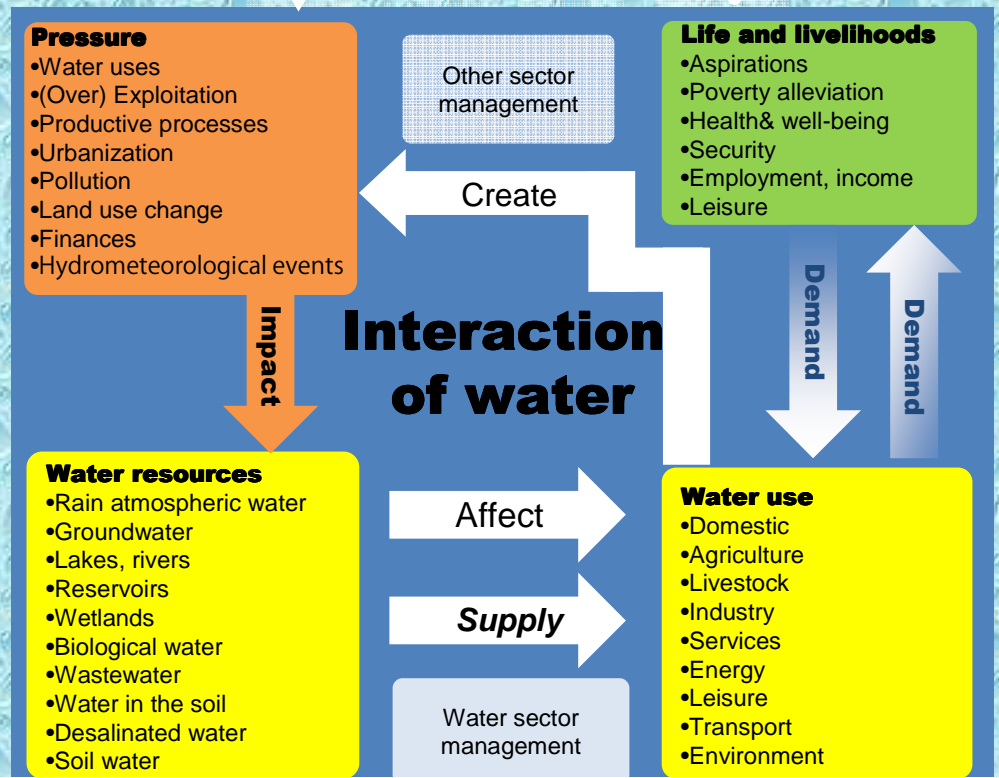 Pressure
•Water uses
•(Over) Exploitation
•Productive processes
•Urbanization
•Pollution
•Land use change
•Finances
•Hydrometeorological events
Other sector
management
Life and livelihoods
•Aspirations
•Poverty alleviation
•Health& well-being
•Security
•Employment, income
•Leisure
Create
Impact
Interaction
of water
Demand
Demand
Water resources
•Rain atmospheric water
•Groundwater
•Lakes, rivers
•Reservoirs
•Wetlands
•Biological water
•Wastewater
•Water in the soil
•Desalinated water
•Soil water
Affect
Supply
Water sector
management
Water use
•Domestic
•Agriculture
•Livestock
•Industry
•Services
•Energy
•Leisure
•Transport
•Environment